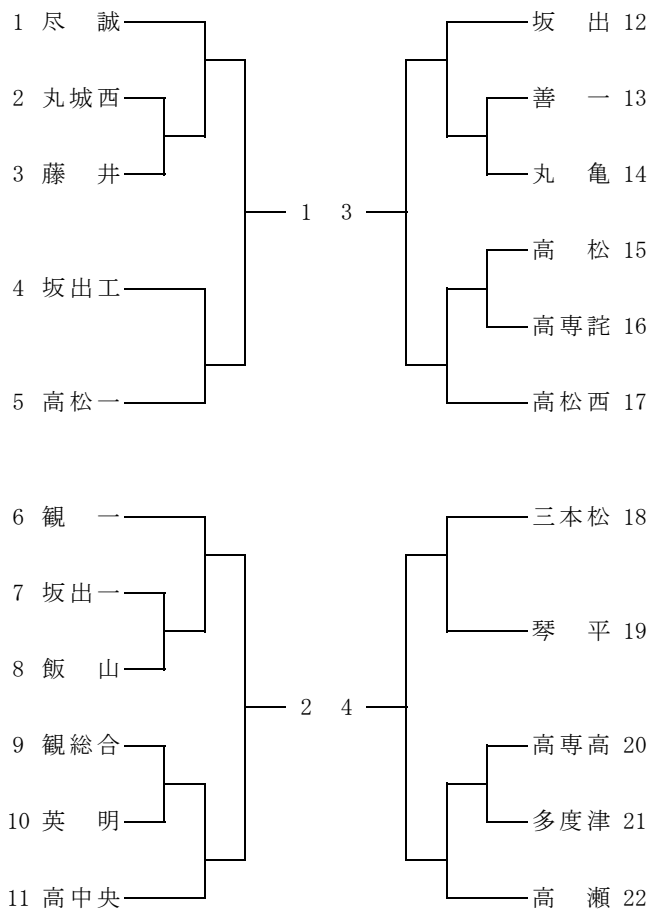 1 尽 誠
2 丸城西
3 藤 井
1
4 坂出工
5 高松一
6 観 一
7 坂出一
8 飯 山
2
9 観総合
10 英 明
11 高中央
坂 出 12
善 一 13
丸 亀 14
3
高 松 15
高専詫 16
高松西 17
三本松 18
琴 平 19
4
高専高 20
多度津 21
高 瀬 22